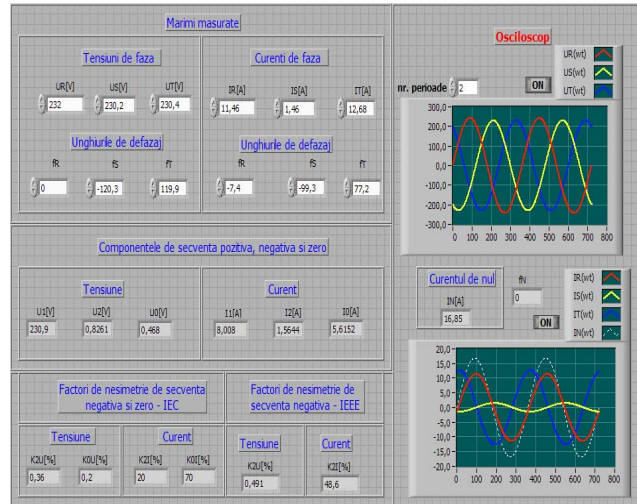 Marimi masurate
Tensiuni de faza
Curenti de faza
UR[V] US[V] UT[V]
232 230,2 230,4
IR[A] IS[A] IT[A]
11,46 1,46 12,68
Unghiurile de defazaj
Unghiurile de defazaj
fR fS fT
0 -120,3 119,9
fR fS fT
-7,4 -99,3 77,2
Componentele de secventa pozitiva, negativa si zero
Tensiune
Curent
U1[V] U2[V] U0[V]
230,9 0,8261 0,468
I1[A] I2[A] I0[A]
8,008 1,5644 5,6152
Factori de nesimetrie de secventa
negativa si zero - IEC
Factori de nesimetrie de
secventa negativa - IEEE
Tensiune
Curent
K2U[%] K0U[%]
0,36 0,2
K2I[%] K0I[%]
20 70
Tensiune
Curent
K2U[%]
0,491
K2I[%]
48,6
Osciloscop
nr. perioade 2
ON
UR(wt)
US(wt)
UT(wt)
300,0
200,0
100,0
0,0
-100,0
-200,0
-300,0
0 100 200 300 400 500 600 700 800
Curentul de nul
IN[A]
16,85
fN
0
ON
IR(wt)
IS(wt)
IT(wt)
IN(wt)
20,0
15,0
10,0
5,0
0,0
-5,0
-10,0
-15,0
-20,0
0 100 200 300 400 500 600 700 800